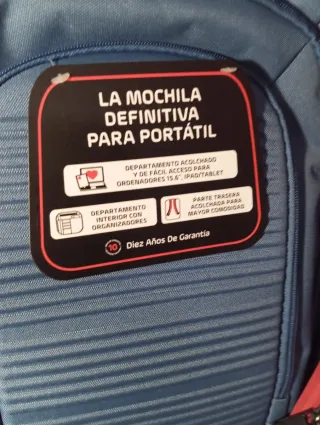 LA MOCHILA
DEFINITIVA
PARA PORTÁTIL
DEPARTAMENTO ACOLCHADO
Y DE FÁCIL ACCESO PARA
ORDENADORES 15.6", IPAD/TABLET
DEPARTAMENTO
INTERIOR CON
ORGANIZADORES
PARTE TRASERA
ACOLCHADA PARA
MAYOR COMODIDAD
10 Diez Años De Garantía